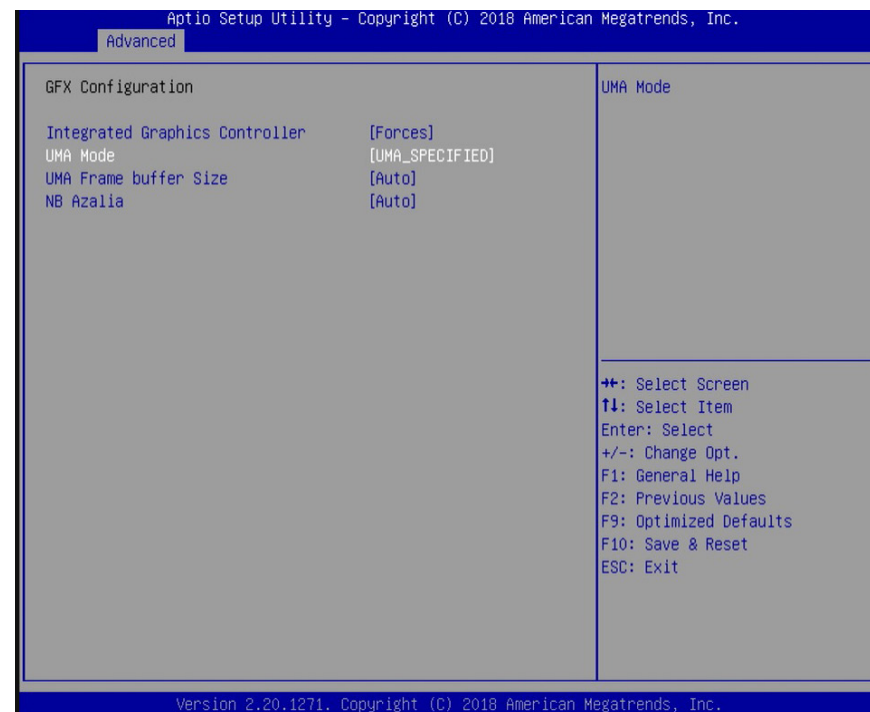 Aptio Setup Utility – Copyright (C) 2018 American Megatrends, Inc.
Advanced
GFX Configuration
Integrated Graphics Controller [Forces]
UMA Mode [UMA_SPECIFIED]
UMA Frame buffer Size [Auto]
NB Azalia [Auto]
UMA Mode
→←: Select Screen
↑↓: Select Item
Enter: Select
+/-: Change Opt.
F1: General Help
F2: Previous Values
F9: Optimized Defaults
F10: Save & Reset
ESC: Exit
Version 2.20.1271. Copyright (C) 2018 American Megatrends, Inc.